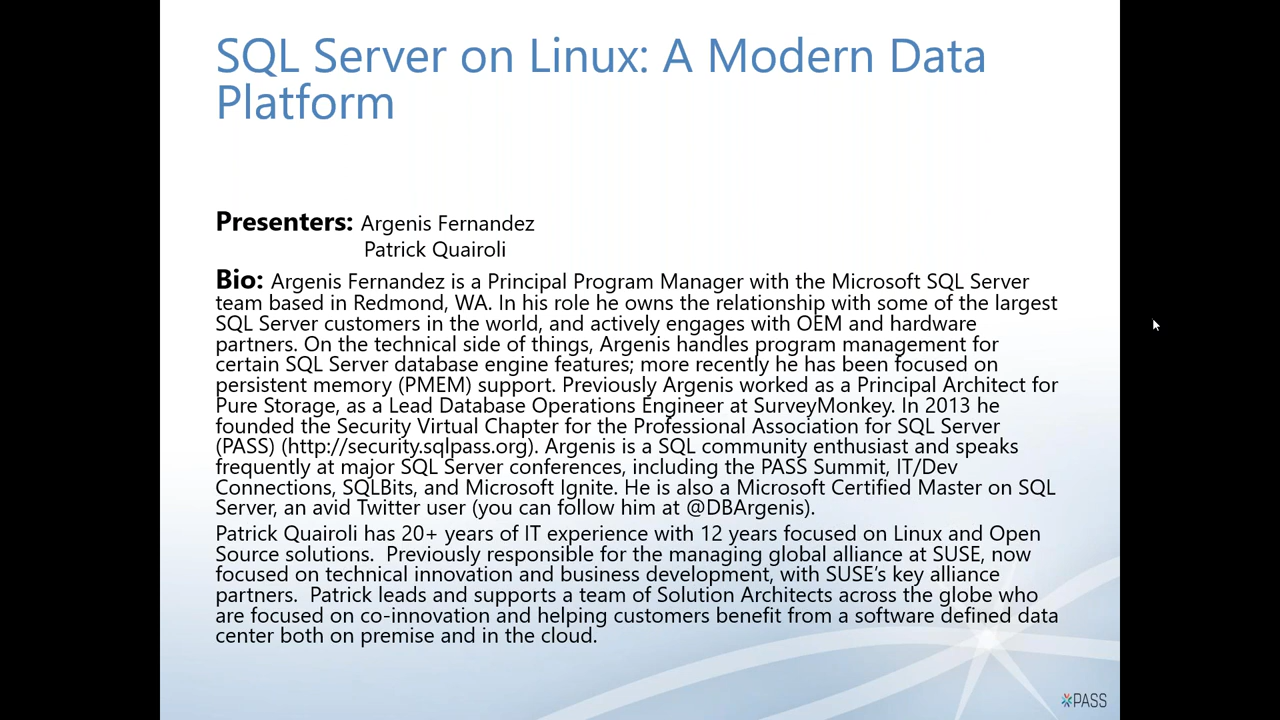 SQL Server on Linux: A Modern Data
Platform
Presenters: Argenis Fernandez
Patrick Quairoli
Bio: Argenis Fernandez is a Principal Program Manager with the Microsoft SQL Server
team based in Redmond, WA. In his role he owns the relationship with some of the largest
SQL Server customers in the world, and actively engages with OEM and hardware
partners. On the technical side of things, Argenis handles program management for
certain SQL Server database engine features; more recently he has been focused on
persistent memory (PMEM) support. Previously Argenis worked as a Principal Architect for
Pure Storage, as a Lead Database Operations Engineer at SurveyMonkey. In 2013 he
founded the Security Virtual Chapter for the Professional Association for SQL Server
(PASS) (http://security.sqlpass.org). Argenis is a SQL community enthusiast and speaks
frequently at major SQL Server conferences, including the PASS Summit, IT/Dev
Connections, SQLBits, and Microsoft Ignite. He is also a Microsoft Certified Master on SQL
Server, an avid Twitter user (you can follow him at @DBArgenis).
Patrick Quairoli has 20+ years of IT experience with 12 years focused on Linux and Open
Source solutions.  Previously responsible for the managing global alliance at SUSE, now
focused on technical innovation and business development, with SUSE’s key alliance
partners.  Patrick leads and supports a team of Solution Architects across the globe who
are focused on co-innovation and helping customers benefit from a software defined data
center both on premise and in the cloud.
PASS